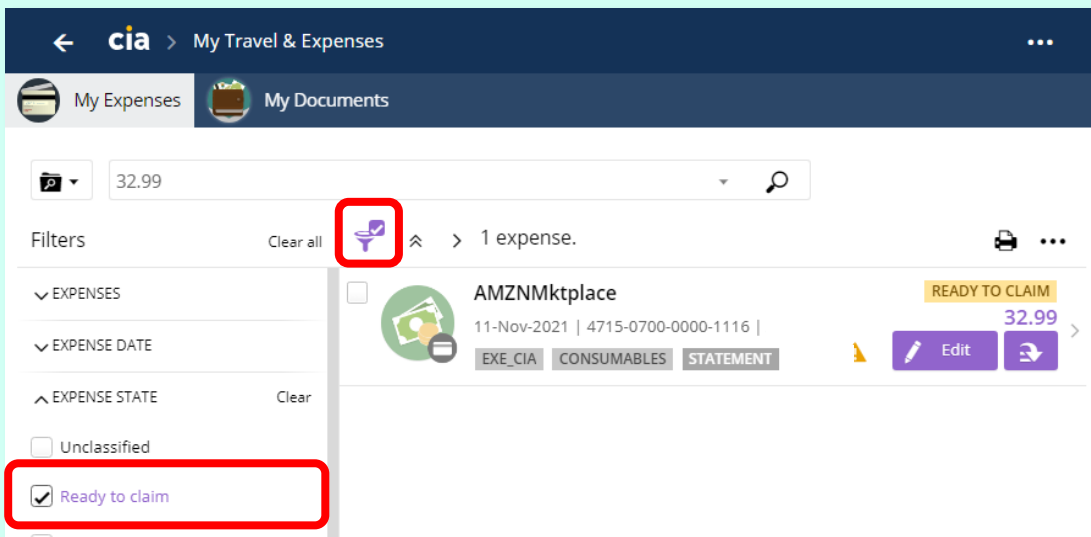 cia > My Travel & Expenses
My Expenses My Documents
32.99
Filters Clear all 1 expense.
EXPENSES
EXPENSE DATE
EXPENSE STATE Clear
Unclassified
Ready to claim
AMZNMktplace READY TO CLAIM
11-Nov-2021 | 4715-0700-0000-1116 | 32.99
EXE_CIA CONSUMABLES STATEMENT Edit